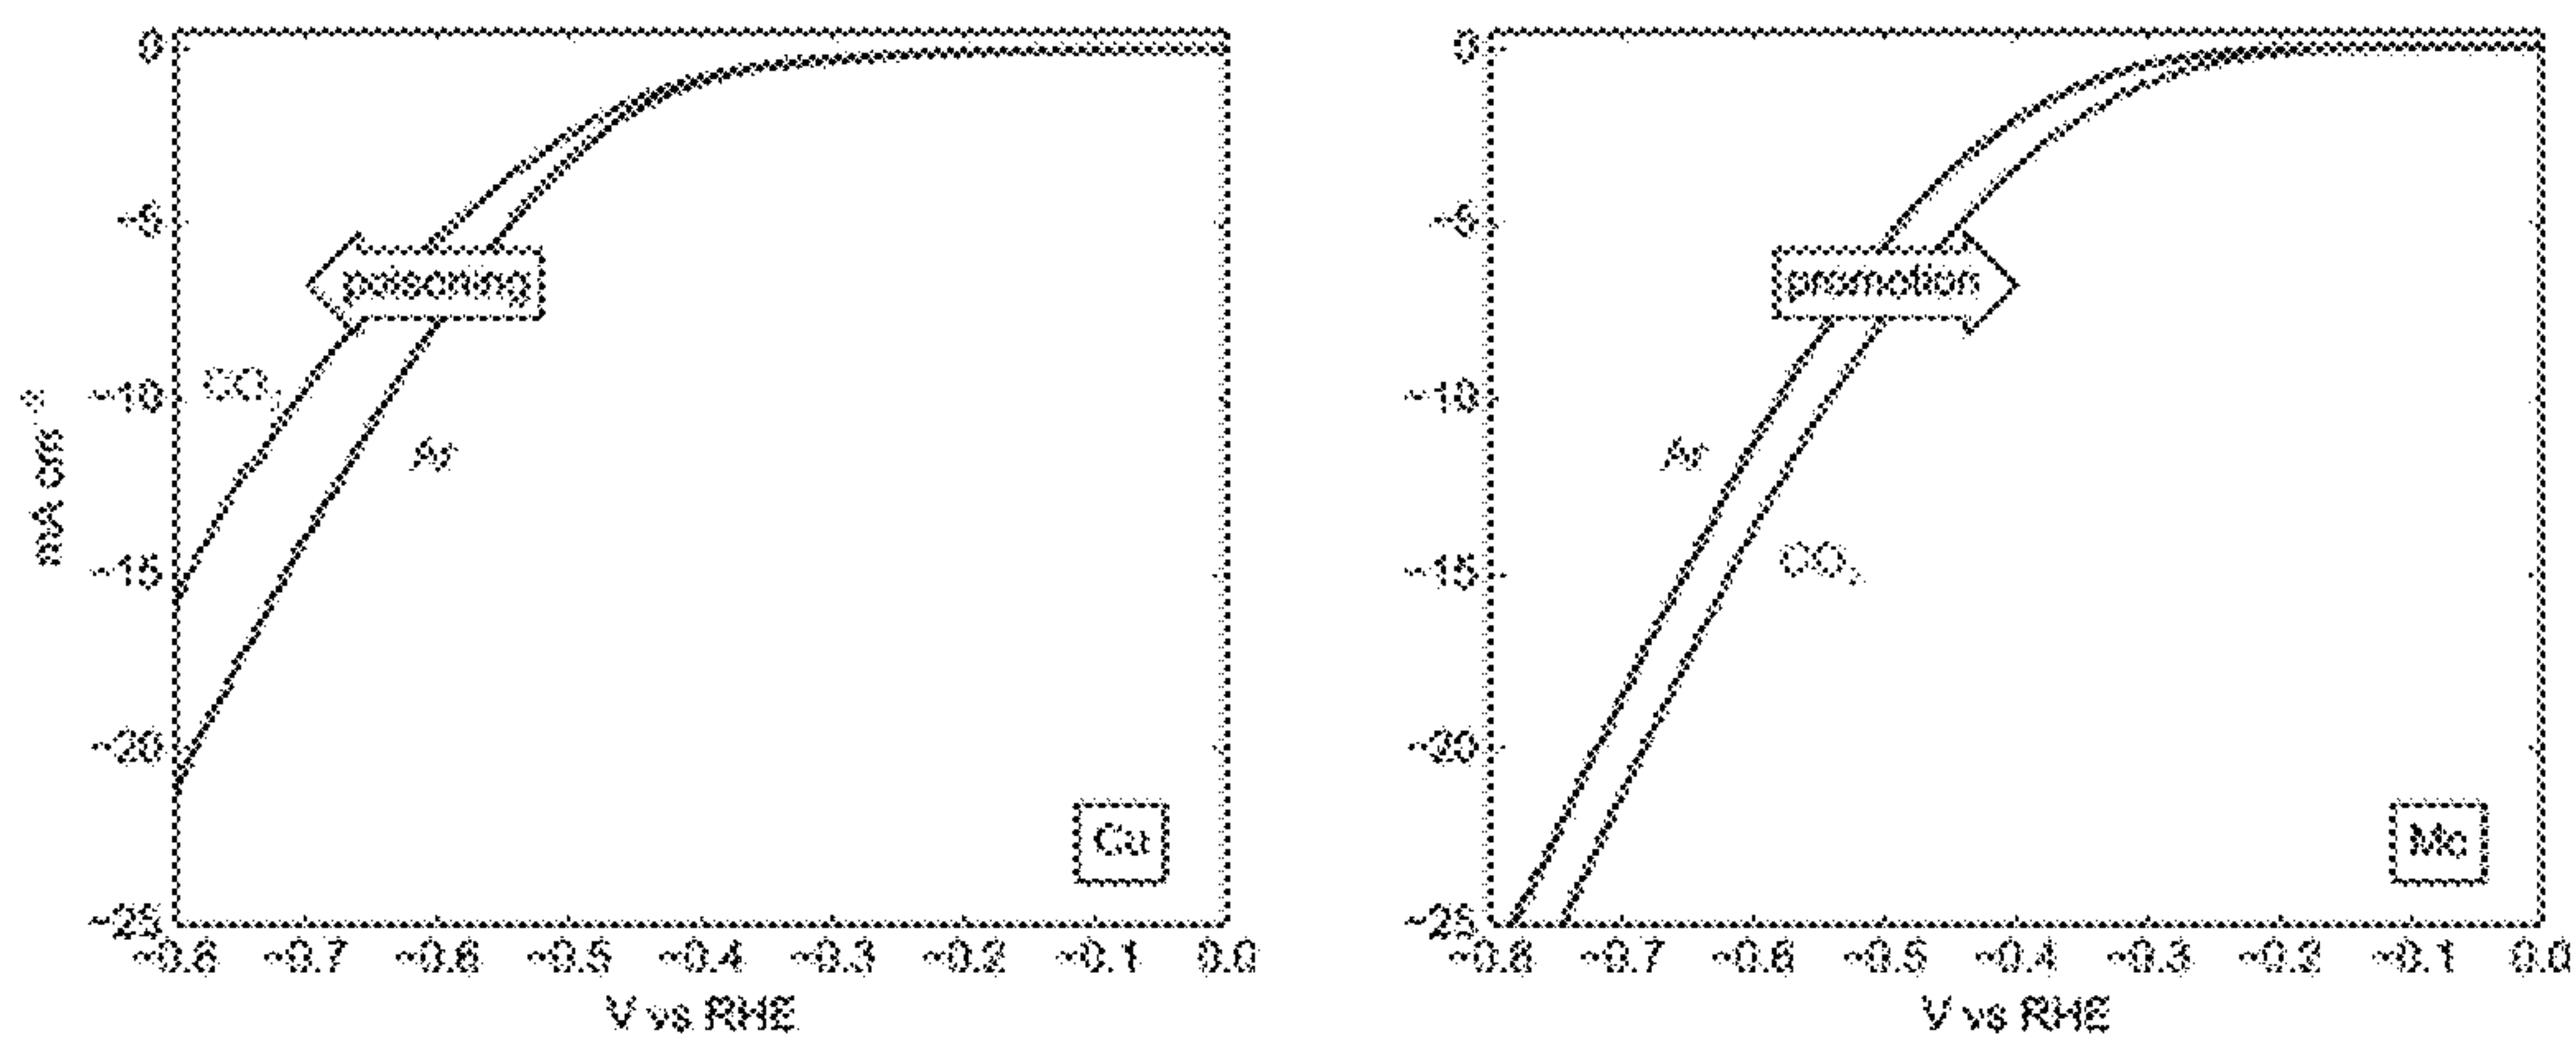 0
-5
-10
-15
-20
-25
mA cm⁻²
poisoning
CO₂
Ar
Cu
-0.8 -0.7 -0.6 -0.5 -0.4 -0.3 -0.2 -0.1 0.0
V vs RHE
0
-5
-10
-15
-20
-25
promotion
Ar
CO₂
Mo
-0.8 -0.7 -0.6 -0.5 -0.4 -0.3 -0.2 -0.1 0.0
V vs RHE